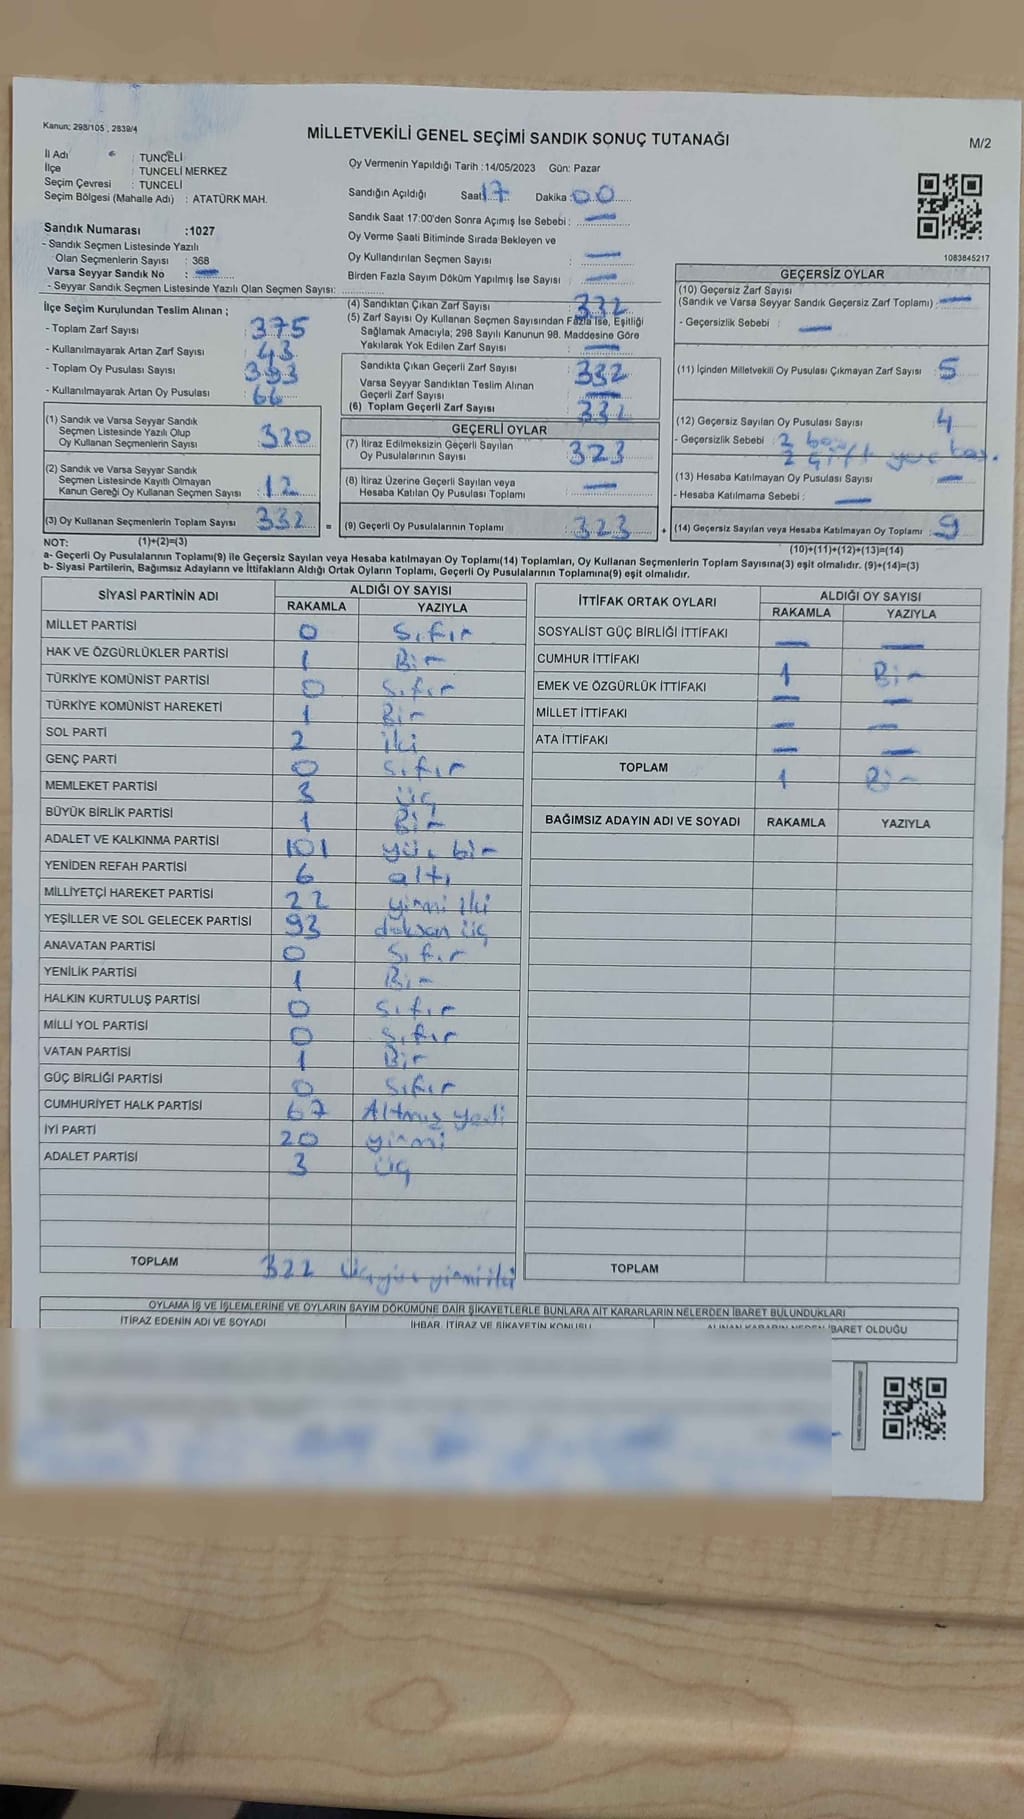 Kanun; 298/105 , 2839/4
MİLLETVEKİLİ GENEL SEÇİMİ SANDIK SONUÇ TUTANAĞI
M/2
İl Adı : TUNCELİ
İlçe : TUNCELİ MERKEZ
Seçim Çevresi : TUNCELİ
Seçim Bölgesi (Mahalle Adı) : ATATÜRK MAH.
Sandık Numarası :1027
- Sandık Seçmen Listesinde Yazılı
Olan Seçmenlerin Sayısı : 368
Varsa Seyyar Sandık No : —
- Seyyar Sandık Seçmen Listesinde Yazılı Olan Seçmen Sayısı:
Oy Vermenin Yapıldığı Tarih :14/05/2023 Gün: Pazar
Sandığın Açıldığı Saat 17 Dakika : 00
Sandık Saat 17:00'den Sonra Açımış İse Sebebi : —
Oy Verme Saati Bitiminde Sırada Bekleyen ve
Oy Kullandırılan Seçmen Sayısı : —
Birden Fazla Sayım Döküm Yapılmış İse Sayısı : —
1083845217
İlçe Seçim Kurulundan Teslim Alınan ;
- Toplam Zarf Sayısı : 375
- Kullanılmayarak Artan Zarf Sayısı : 43
- Toplam Oy Pusulası Sayısı : 393
- Kullanılmayarak Artan Oy Pusulası : 66
(1) Sandık ve Varsa Seyyar Sandık
Seçmen Listesinde Yazılı Olup
Oy Kullanan Seçmenlerin Sayısı : 320
(2) Sandık ve Varsa Seyyar Sandık
Seçmen Listesinde Kayıtlı Olmayan
Kanun Gereği Oy Kullanan Seçmen Sayısı : 12
(3) Oy Kullanan Seçmenlerin Toplam Sayısı : 332
(4) Sandıktan Çıkan Zarf Sayısı : 332
(5) Zarf Sayısı Oy Kullanan Seçmen Sayısından Fazla İse, Eşitliği
Sağlamak Amacıyla; 298 Sayılı Kanunun 98. Maddesine Göre
Yakılarak Yok Edilen Zarf Sayısı : —
Sandıkta Çıkan Geçerli Zarf Sayısı : 332
Varsa Seyyar Sandıktan Teslim Alınan
Geçerli Zarf Sayısı : —
(6) Toplam Geçerli Zarf Sayısı : 332
GEÇERLİ OYLAR
(7) İtiraz Edilmeksizin Geçerli Sayılan
Oy Pusulalarının Sayısı : 323
(8) İtiraz Üzerine Geçerli Sayılan veya
Hesaba Katılan Oy Pusulası Toplamı : —
= (9) Geçerli Oy Pusulalarının Toplamı : 323
GEÇERSİZ OYLAR
(10) Geçersiz Zarf Sayısı
(Sandık ve Varsa Seyyar Sandık Geçersiz Zarf Toplamı) : —
- Geçersizlik Sebebi : —
(11) İçinden Milletvekili Oy Pusulası Çıkmayan Zarf Sayısı : 5
(12) Geçersiz Sayılan Oy Pusulası Sayısı : 4
- Geçersizlik Sebebi : 2 boş
2 çift
(13) Hesaba Katılmayan Oy Pusulası Sayısı : —
- Hesaba Katılmama Sebebi : —
+ (14) Geçersiz Sayılan veya Hesaba Katılmayan Oy Toplamı : 9
NOT: (1)+(2)=(3)
(10)+(11)+(12)+(13)=(14)
a- Geçerli Oy Pusulalarının Toplamı(9) ile Geçersiz Sayılan veya Hesaba katılmayan Oy Toplamı(14) Toplamları, Oy Kullanan Seçmenlerin Toplam Sayısına(3) eşit olmalıdır. (9)+(14)=(3)
b- Siyasi Partilerin, Bağımsız Adayların ve İttifakların Aldığı Ortak Oyların Toplamı, Geçerli Oy Pusulalarının Toplamına(9) eşit olmalıdır.
SİYASİ PARTİNİN ADI ALDIĞI OY SAYISI
RAKAMLA YAZIYLA
MİLLET PARTİSİ 0 Sıfır
HAK VE ÖZGÜRLÜKLER PARTİSİ 1 Bir
TÜRKİYE KOMÜNİST PARTİSİ 0 Sıfır
TÜRKİYE KOMÜNİST HAREKETİ 1 Bir
SOL PARTİ 2 iki
GENÇ PARTİ 0 Sıfır
MEMLEKET PARTİSİ 3 üç
BÜYÜK BİRLİK PARTİSİ 1 Bir
ADALET VE KALKINMA PARTİSİ 101 yüz bir
YENİDEN REFAH PARTİSİ 6 altı
MİLLİYETÇİ HAREKET PARTİSİ 22 yirmi iki
YEŞİLLER VE SOL GELECEK PARTİSİ 93 doksan üç
ANAVATAN PARTİSİ 0 Sıfır
YENİLİK PARTİSİ 1 Bir
HALKIN KURTULUŞ PARTİSİ 0 Sıfır
MİLLİ YOL PARTİSİ 0 Sıfır
VATAN PARTİSİ 1 Bir
GÜÇ BİRLİĞİ PARTİSİ 0 Sıfır
CUMHURİYET HALK PARTİSİ 67 Altmış yedi
İYİ PARTİ 20 yirmi
ADALET PARTİSİ 3 üç
TOPLAM 322 üçyüz yirmi iki
İTTİFAK ORTAK OYLARI ALDIĞI OY SAYISI
RAKAMLA YAZIYLA
SOSYALİST GÜÇ BİRLİĞİ İTTİFAKI — —
CUMHUR İTTİFAKI 1 Bir
EMEK VE ÖZGÜRLÜK İTTİFAKI — —
MİLLET İTTİFAKI — —
ATA İTTİFAKI — —
TOPLAM 1 Bir
BAĞIMSIZ ADAYIN ADI VE SOYADI RAKAMLA YAZIYLA
TOPLAM
OYLAMA İŞ VE İŞLEMLERİNE VE OYLARIN SAYIM DÖKÜMÜNE DAİR ŞİKAYETLERLE BUNLARA AİT KARARLARIN NELERDEN İBARET BULUNDUKLARI
İTİRAZ EDENİN ADI VE SOYADI İHBAR, İTİRAZ VE ŞİKAYETİN KONUSU ALINAN KARARIN NEDEN İBARET OLDUĞU